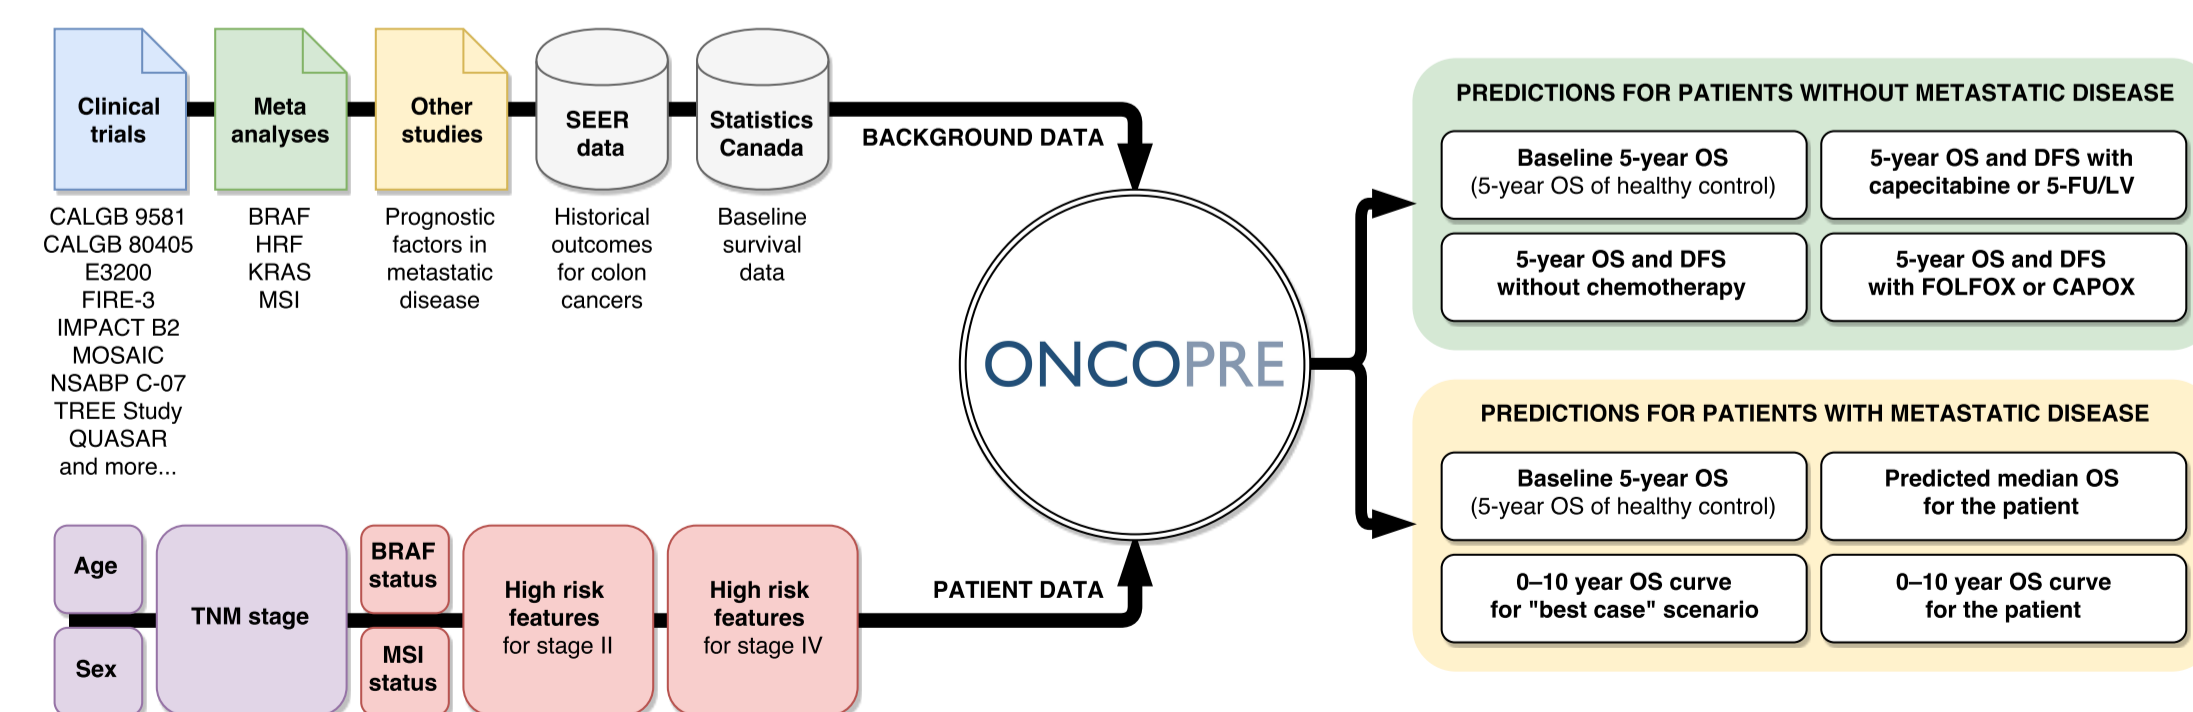 Clinical
trials
Meta
analyses
Other
studies
SEER
data
Statistics
Canada
BACKGROUND DATA
CALGB 9581
CALGB 80405
E3200
FIRE-3
IMPACT B2
MOSAIC
NSABP C-07
TREE Study
QUASAR
and more...
BRAF
HRF
KRAS
MSI
Prognostic
factors in
metastatic
disease
Historical
outcomes
for colon
cancers
Baseline
survival
data
Age
Sex
TNM stage
BRAF
status
MSI
status
High risk
features
for stage II
High risk
features
for stage IV
PATIENT DATA
ONCOPRE
PREDICTIONS FOR PATIENTS WITHOUT METASTATIC DISEASE
Baseline 5-year OS
(5-year OS of healthy control)
5-year OS and DFS with
capecitabine or 5-FU/LV
5-year OS and DFS
without chemotherapy
5-year OS and DFS
with FOLFOX or CAPOX
PREDICTIONS FOR PATIENTS WITH METASTATIC DISEASE
Baseline 5-year OS
(5-year OS of healthy control)
Predicted median OS
for the patient
0–10 year OS curve
for "best case" scenario
0–10 year OS curve
for the patient